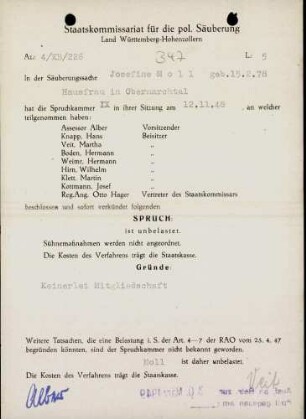 Staatskommissariat für die pol. Säuberung
Land Württemberg-Hohenzollern
Az: 4/KB/226
347
L: 5
In der Säuberungssache Josefine Moll geb.15.2.78
Hausfrau in Obermarchtal
hat die Spruchkammer IX in ihrer Sitzung am 12.11.48, an welcher
teilgenommen haben:
Assessor Alber Vorsitzender
Knapp, Hans Beisitzer
Veit, Martha "
Boden, Hermann "
Weimr, Hermann "
Hirn, Wilhelm "
Klett, Martin "
Kottmann, Josef "
Reg.Ang. Otto Hager Vertreter des Staatskommissars
beschlossen und sofort verkündet folgenden
SPRUCH:
ist unbelastet.
Sühnemaßnahmen werden nicht angeordnet.
Die Kosten des Verfahrens trägt die Staatskasse.
Gründe:
Keinerlei Mitgliedschaft
Weitere Tatsachen, die eine Belastung i. S. der Art. 4—7 der RAO vom 25. 4. 47
begründen könnten, sind der Spruchkammer nicht bekannt geworden.
Moll ist daher unbelastet.
Die Kosten des Verfahrens trägt die Staatskasse.
Alber
Veit